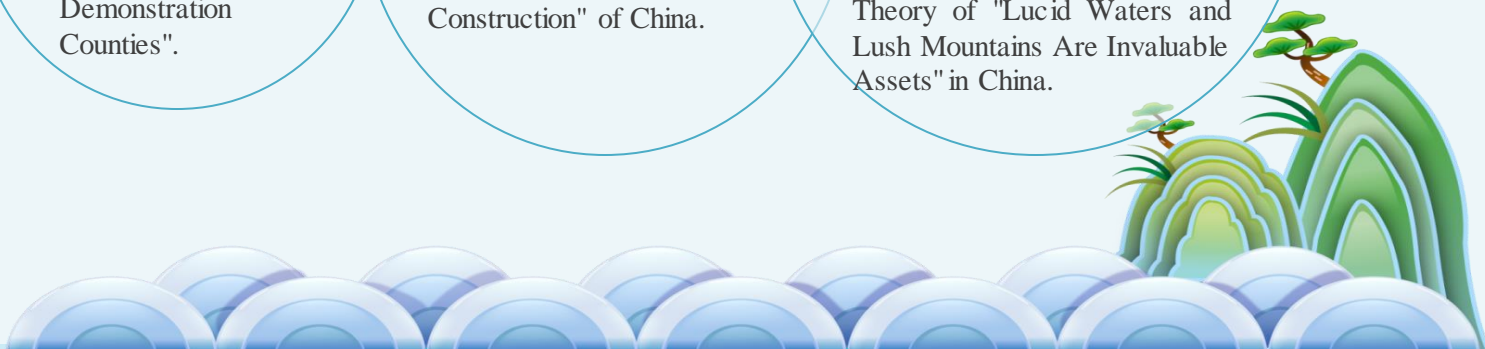 Demonstration
Counties".
Construction" of China.
Theory of "Lucid Waters and
Lush Mountains Are Invaluable
Assets" in China.